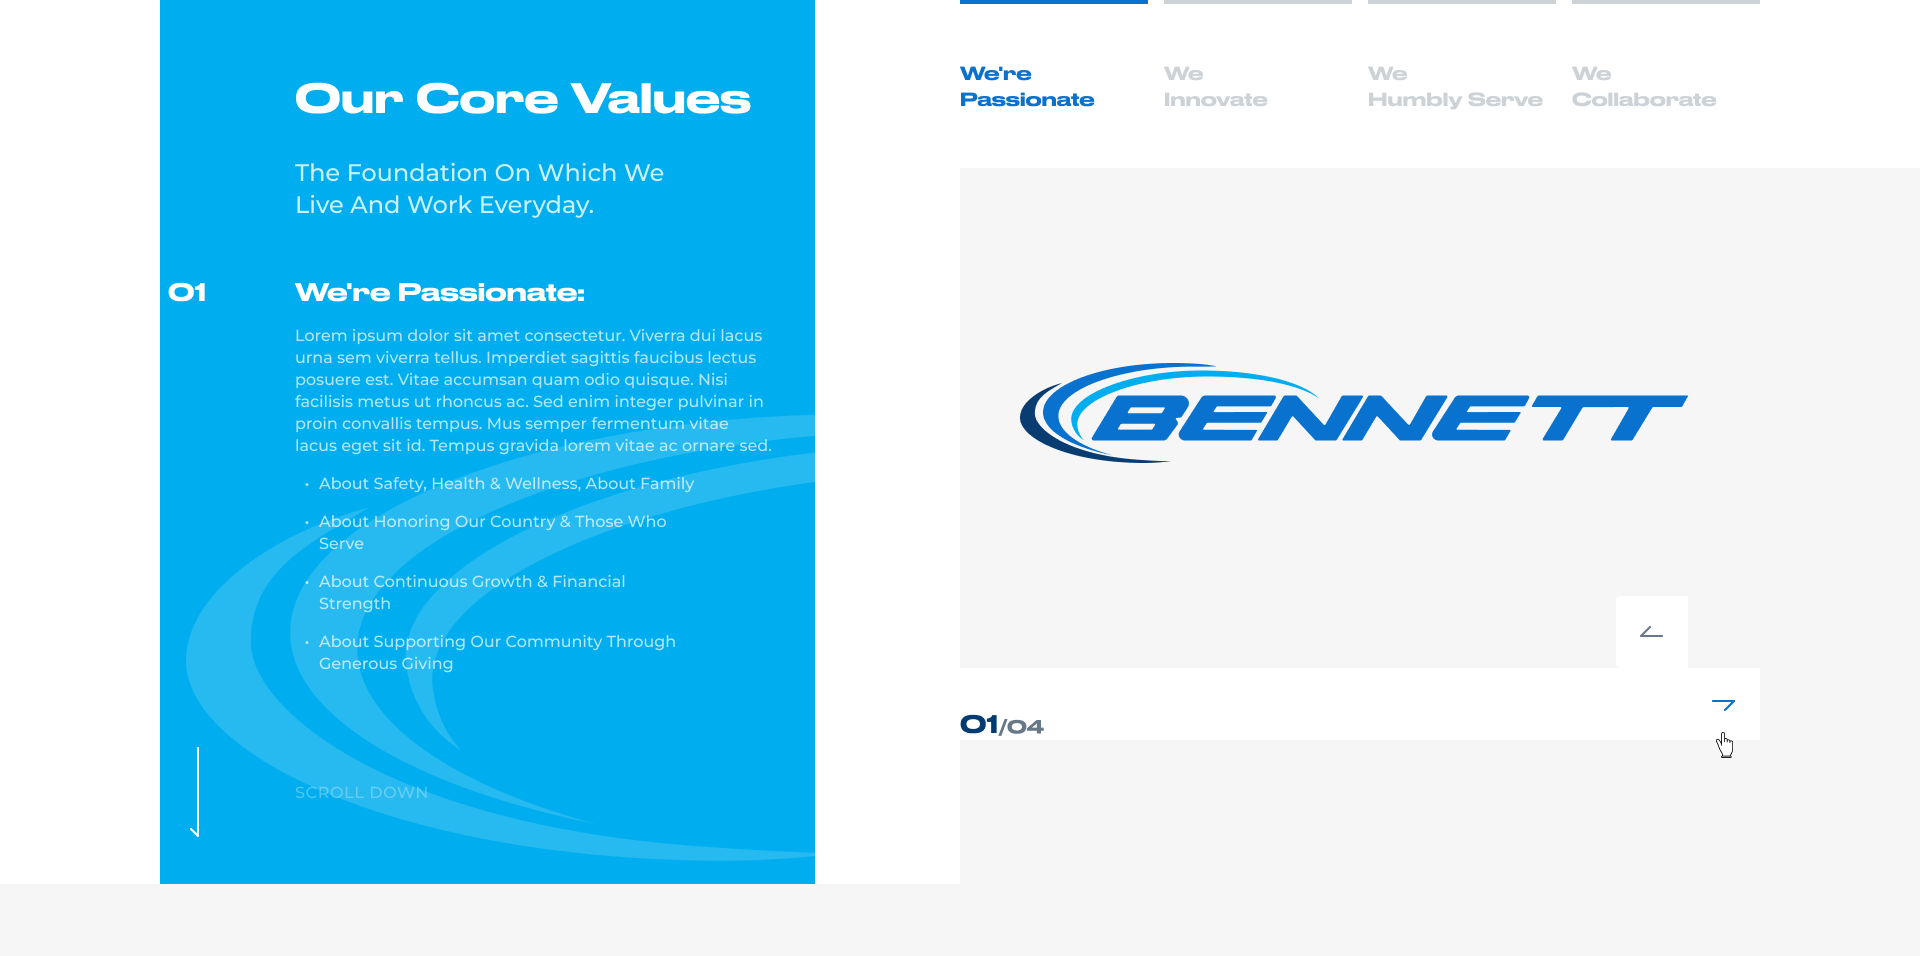 Our Core Values
The Foundation On Which We
Live And Work Everyday.
01
We're Passionate:
Lorem ipsum dolor sit amet consectetur. Viverra dui lacus
urna sem viverra tellus. Imperdiet sagittis faucibus lectus
posuere est. Vitae accumsan quam odio quisque. Nisi
facilisis metus ut rhoncus ac. Sed enim integer pulvinar in
proin convallis tempus. Mus semper fermentum vitae
lacus eget sit id. Tempus gravida lorem vitae ac ornare sed.
• About Safety, Health & Wellness, About Family
• About Honoring Our Country & Those Who
Serve
• About Continuous Growth & Financial
Strength
• About Supporting Our Community Through
Generous Giving
SCROLL DOWN
We're
Passionate
We
Innovate
We
Humbly Serve
We
Collaborate
BENNETT
01/04